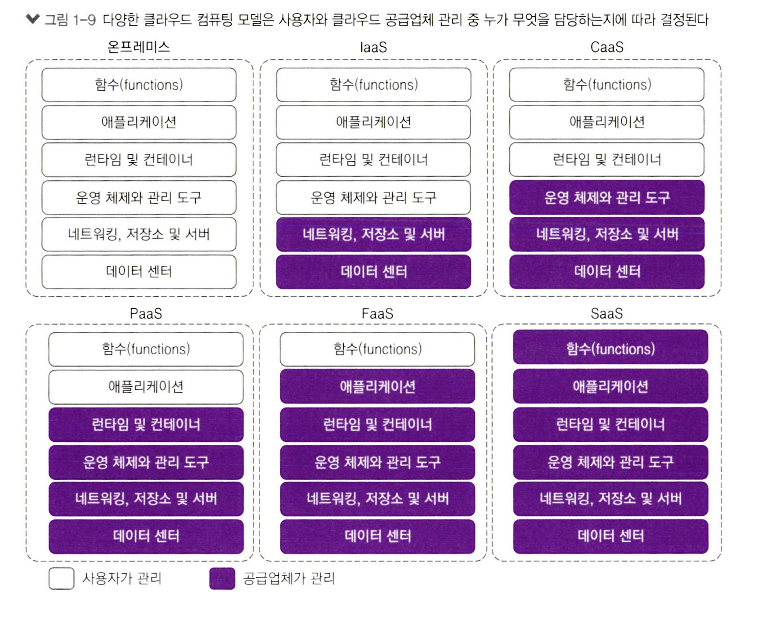 그림 1-9 다양한 클라우드 컴퓨팅 모델은 사용자와 클라우드 공급업체 관리 중 누가 무엇을 담당하는지에 따라 결정된다
온프레미스
함수(functions)
애플리케이션
런타임 및 컨테이너
운영 체제와 관리 도구
네트워킹, 저장소 및 서버
데이터 센터
IaaS
함수(functions)
애플리케이션
런타임 및 컨테이너
운영 체제와 관리 도구
네트워킹, 저장소 및 서버
데이터 센터
CaaS
함수(functions)
애플리케이션
런타임 및 컨테이너
운영 체제와 관리 도구
네트워킹, 저장소 및 서버
데이터 센터
PaaS
함수(functions)
애플리케이션
런타임 및 컨테이너
운영 체제와 관리 도구
네트워킹, 저장소 및 서버
데이터 센터
FaaS
함수(functions)
애플리케이션
런타임 및 컨테이너
운영 체제와 관리 도구
네트워킹, 저장소 및 서버
데이터 센터
SaaS
함수(functions)
애플리케이션
런타임 및 컨테이너
운영 체제와 관리 도구
네트워킹, 저장소 및 서버
데이터 센터
사용자가 관리
공급업체가 관리